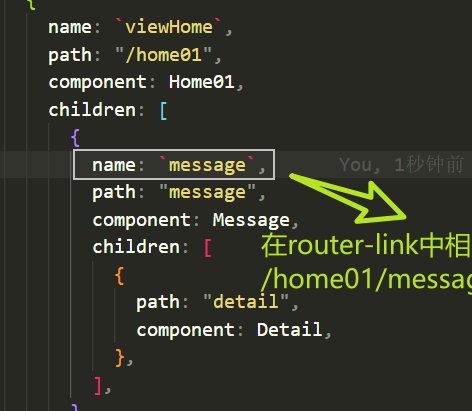 {
name: `viewHome`,
path: "/home01",
component: Home01,
children: [
{
name: `message`, You, 1秒钟前
path: "message",
component: Message,
在router-link中相
children: [
/home01/messag
{
path: "detail",
component: Detail,
},
],
}